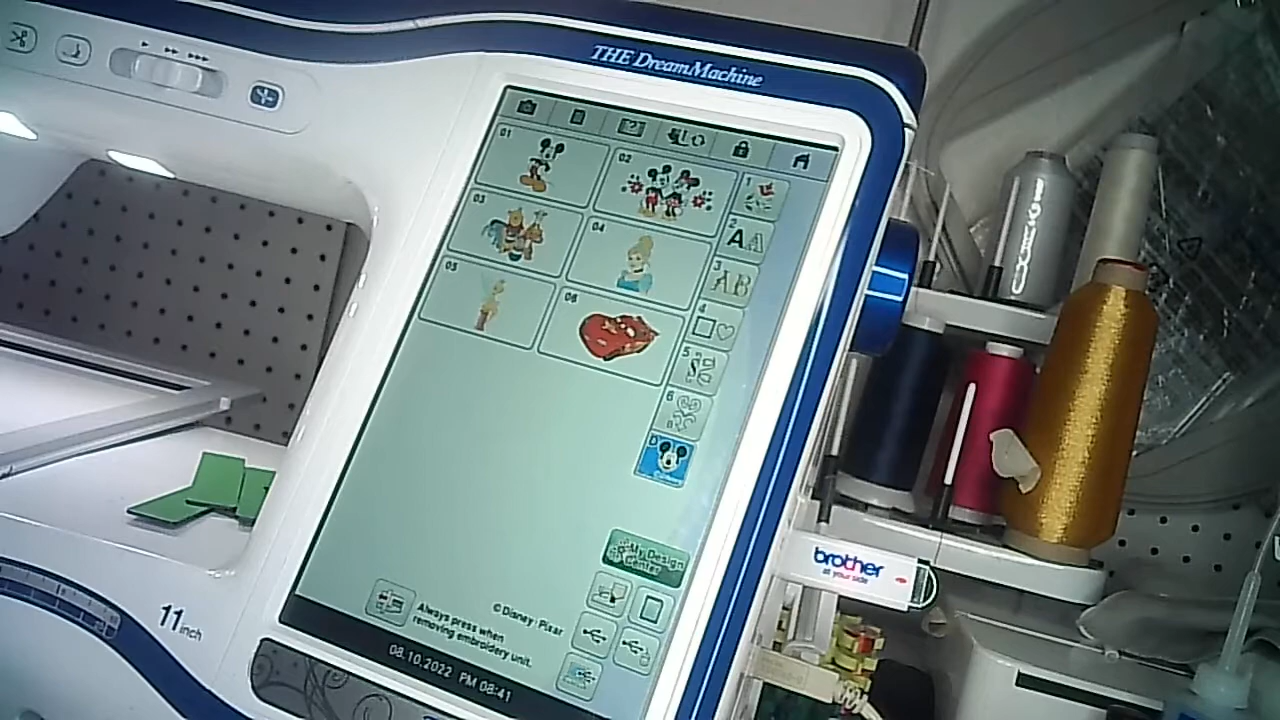 THE DreamMachine
01
02
03
04
05
06
1
2
AA
3
AB
4
5
6
D
My Design
Center
© Disney/Pixar
Always press when
removing embroidery unit.
08.10.2022 PM 08:41
11inch
brother
at your side